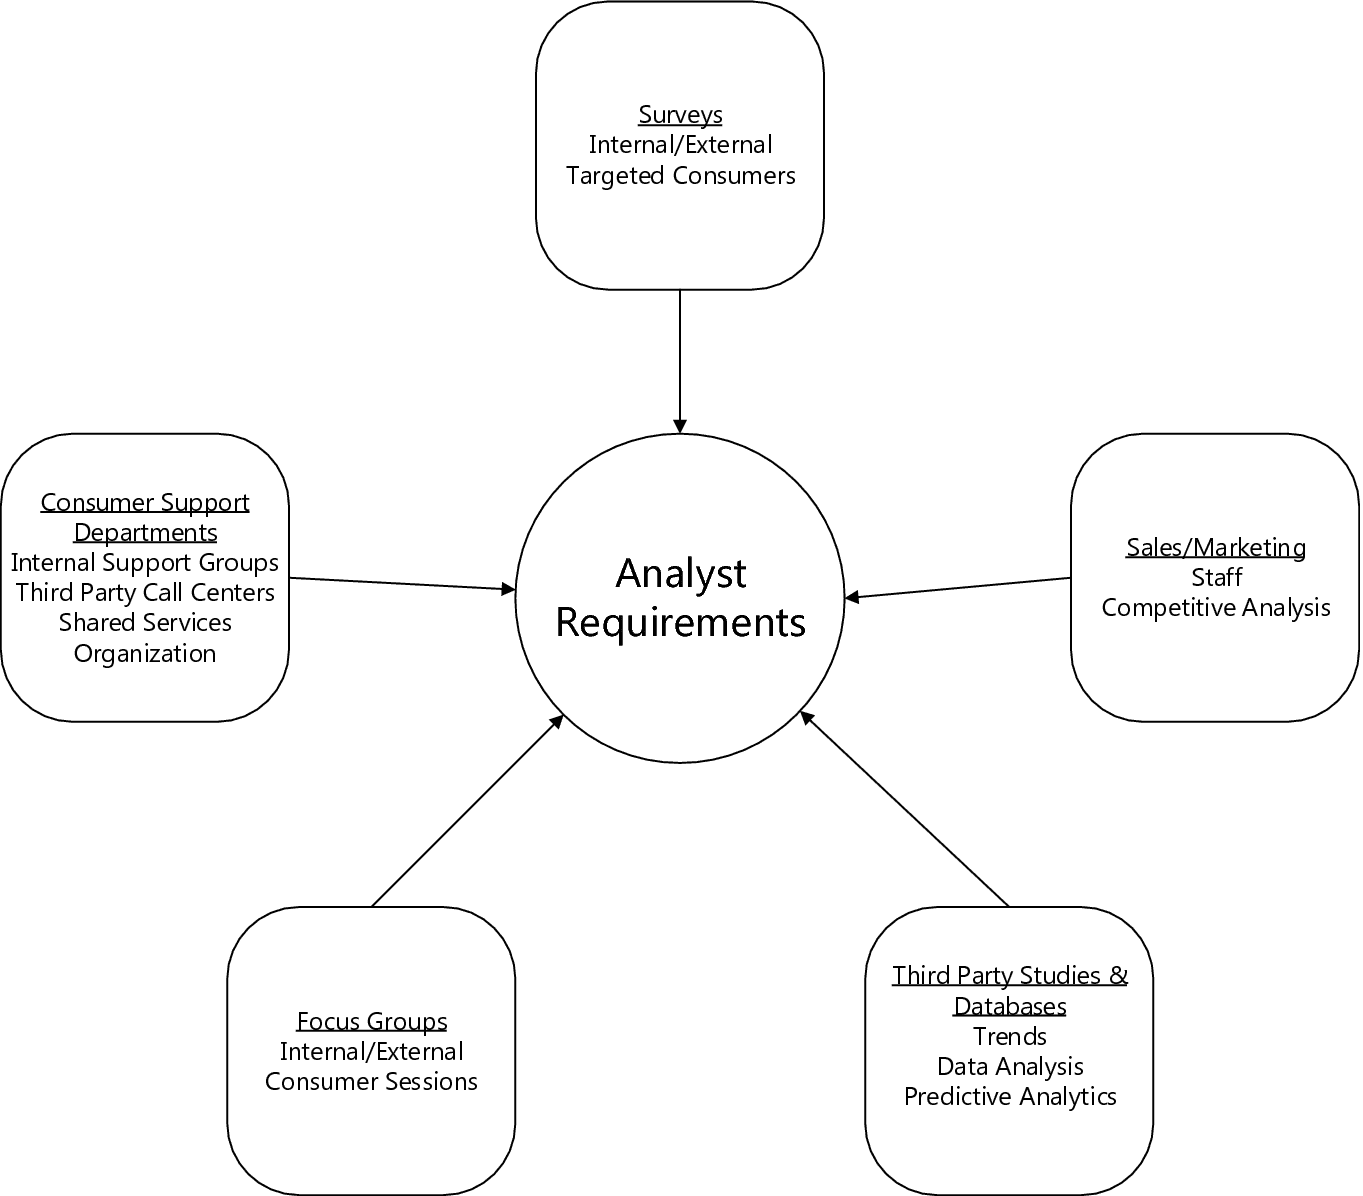 Surveys
Internal/External
Targeted Consumers
Consumer Support
Departments
Internal Support Groups
Third Party Call Centers
Shared Services
Organization
Analyst
Requirements
Sales/Marketing
Staff
Competitive Analysis
Focus Groups
Internal/External
Consumer Sessions
Third Party Studies &
Databases
Trends
Data Analysis
Predictive Analytics